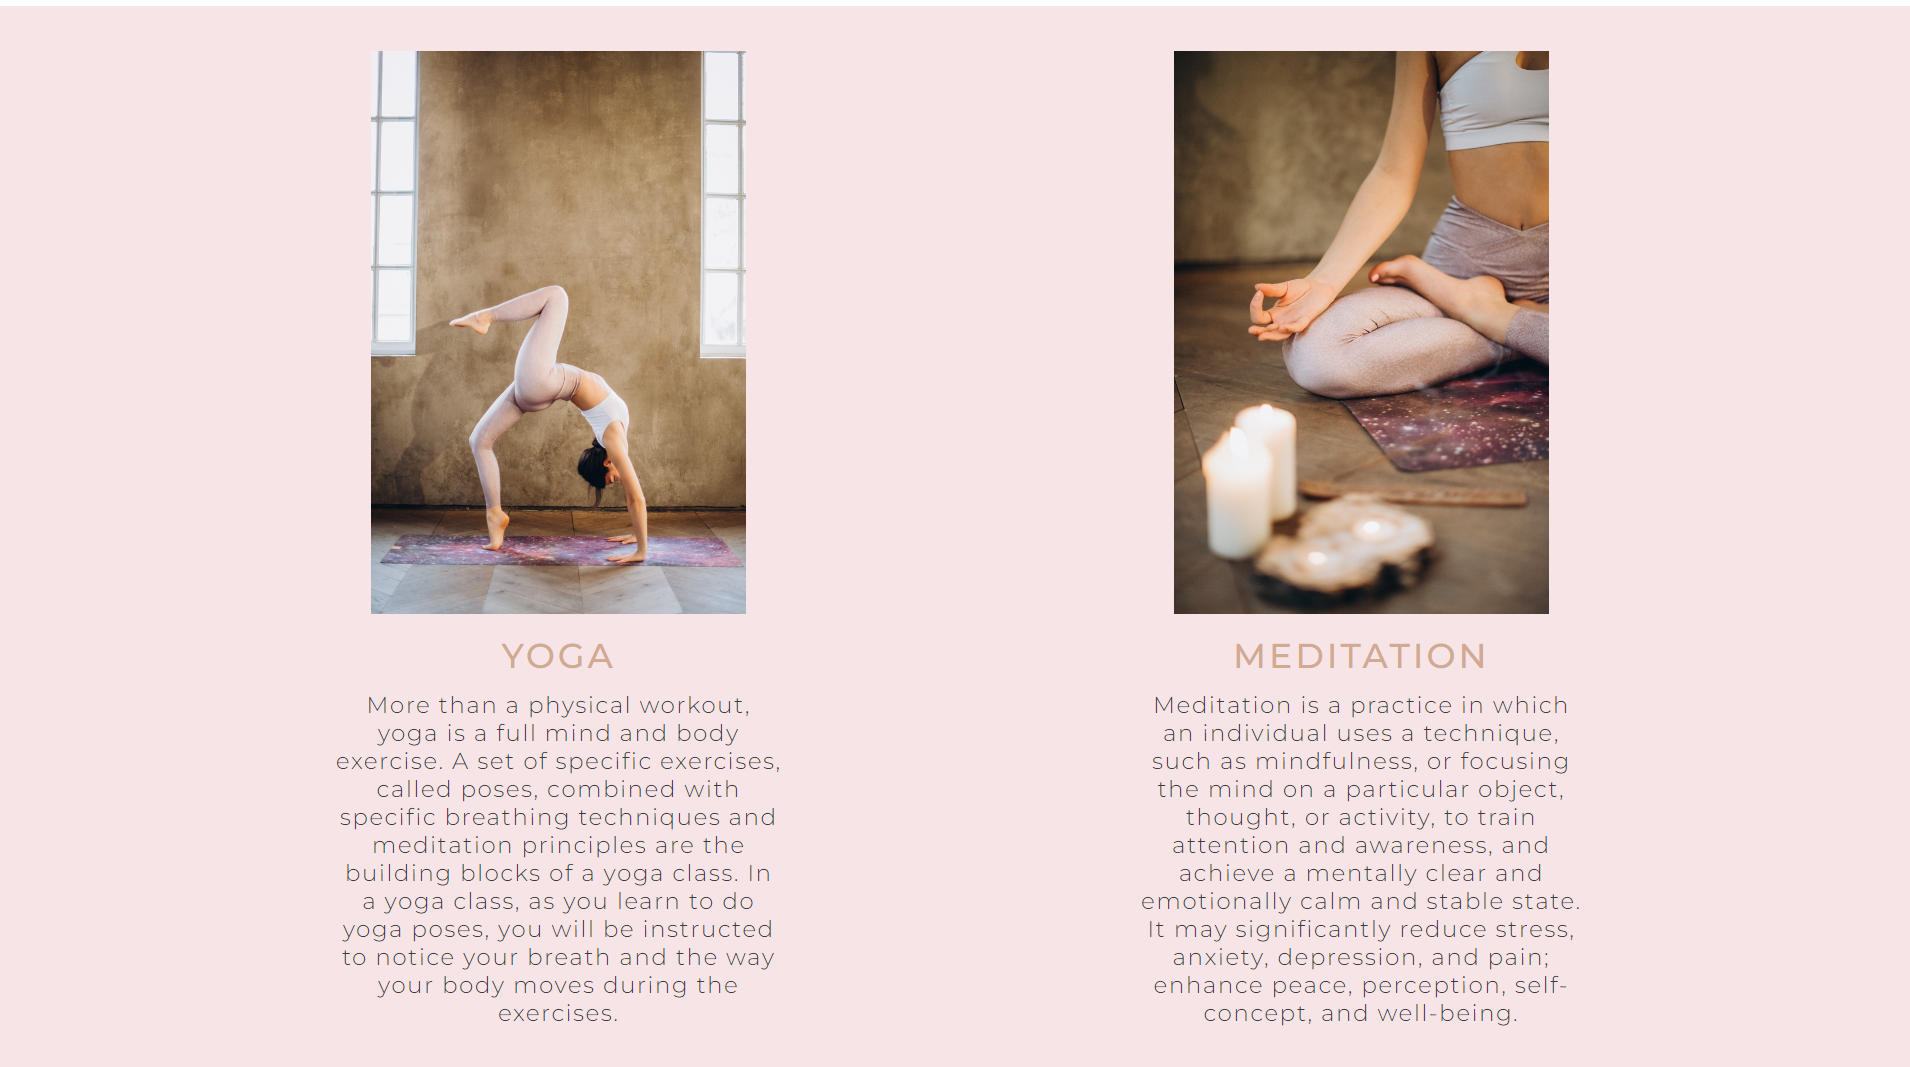 YOGA
More than a physical workout,
yoga is a full mind and body
exercise. A set of specific exercises,
called poses, combined with
specific breathing techniques and
meditation principles are the
building blocks of a yoga class. In
a yoga class, as you learn to do
yoga poses, you will be instructed
to notice your breath and the way
your body moves during the
exercises.
MEDITATION
Meditation is a practice in which
an individual uses a technique,
such as mindfulness, or focusing
the mind on a particular object,
thought, or activity, to train
attention and awareness, and
achieve a mentally clear and
emotionally calm and stable state.
It may significantly reduce stress,
anxiety, depression, and pain;
enhance peace, perception, self-
concept, and well-being.